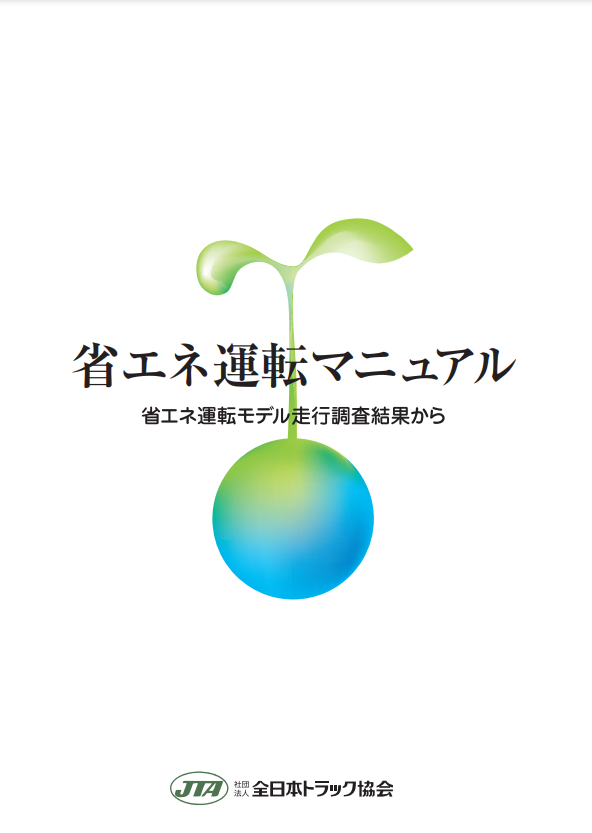 省エネ運転マニュアル
省エネ運転モデル走行調査結果から
JTA 社団法人 全日本トラック協会